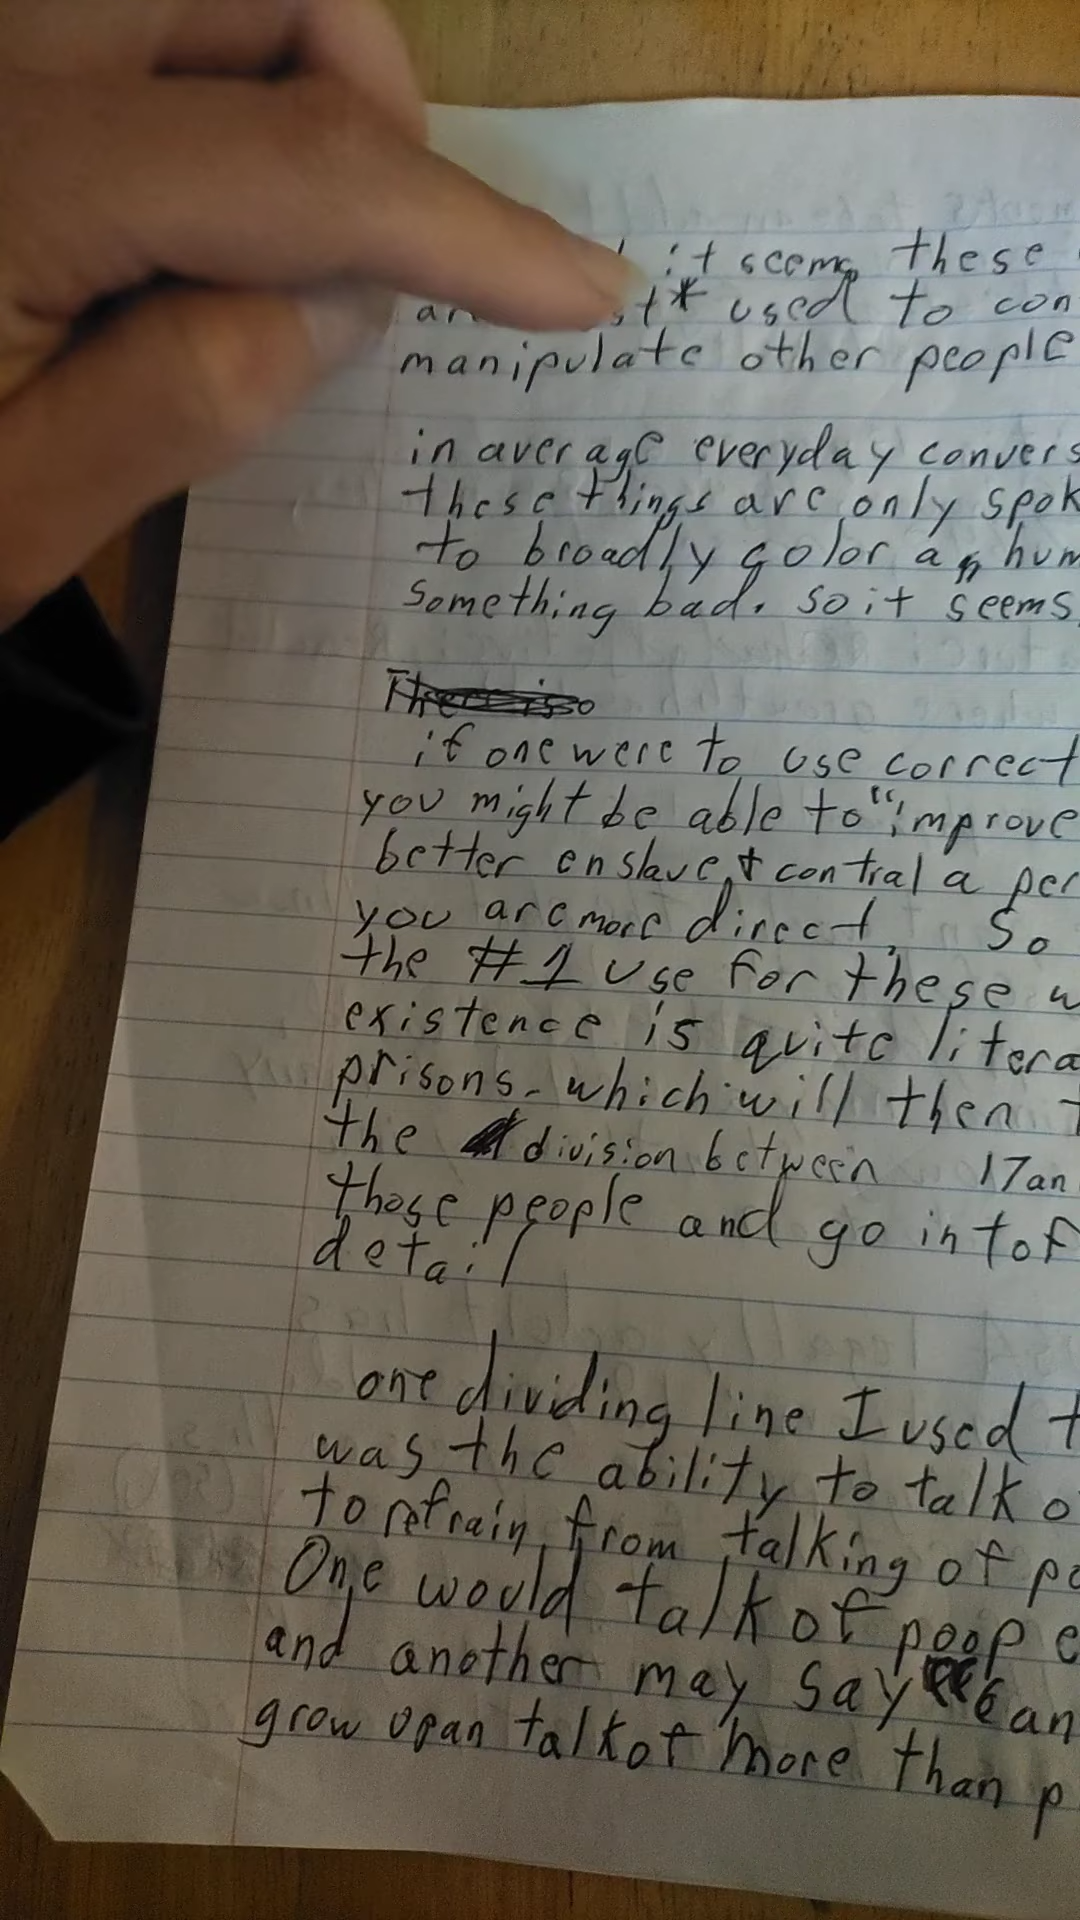 it seems these
used to con
manipulate other people
in average everyday convers
these things are only spok
to broadly color a hum
something bad. so it seems
if one were to use correct
you might be able to "improve
better enslave + control a per
you are more direct, So
the #1 use for these w
existence is quite litera
prisons. which will then t
the division between 17an
those people and go into f
detail
one dividing line I used t
was the ability to talk o
to refrain from talking of po
One would talk of poop e
and another may say "can
grow upan talk of more than p